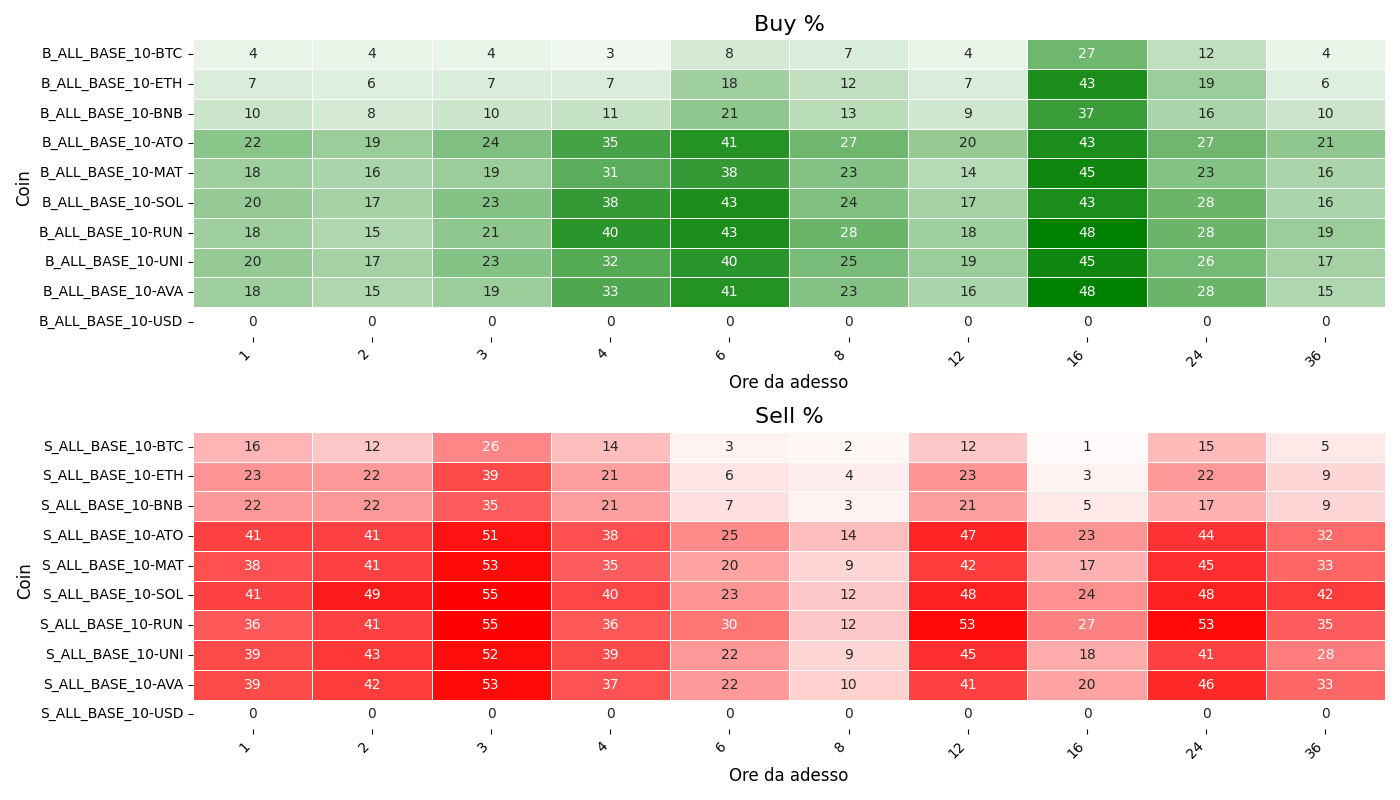 Buy %
Coin
B_ALL_BASE_10-BTC 4 4 4 3 8 7 4 27 12 4
B_ALL_BASE_10-ETH 7 6 7 7 18 12 7 43 19 6
B_ALL_BASE_10-BNB 10 8 10 11 21 13 9 37 16 10
B_ALL_BASE_10-ATO 22 19 24 35 41 27 20 43 27 21
B_ALL_BASE_10-MAT 18 16 19 31 38 23 14 45 23 16
B_ALL_BASE_10-SOL 20 17 23 38 43 24 17 43 28 16
B_ALL_BASE_10-RUN 18 15 21 40 43 28 18 48 28 19
B_ALL_BASE_10-UNI 20 17 23 32 40 25 19 45 26 17
B_ALL_BASE_10-AVA 18 15 19 33 41 23 16 48 28 15
B_ALL_BASE_10-USD 0 0 0 0 0 0 0 0 0 0
1 2 3 4 6 8 12 16 24 36
Ore da adesso
Sell %
Coin
S_ALL_BASE_10-BTC 16 12 26 14 3 2 12 1 15 5
S_ALL_BASE_10-ETH 23 22 39 21 6 4 23 3 22 9
S_ALL_BASE_10-BNB 22 22 35 21 7 3 21 5 17 9
S_ALL_BASE_10-ATO 41 41 51 38 25 14 47 23 44 32
S_ALL_BASE_10-MAT 38 41 53 35 20 9 42 17 45 33
S_ALL_BASE_10-SOL 41 49 55 40 23 12 48 24 48 42
S_ALL_BASE_10-RUN 36 41 55 36 30 12 53 27 53 35
S_ALL_BASE_10-UNI 39 43 52 39 22 9 45 18 41 28
S_ALL_BASE_10-AVA 39 42 53 37 22 10 41 20 46 33
S_ALL_BASE_10-USD 0 0 0 0 0 0 0 0 0 0
1 2 3 4 6 8 12 16 24 36
Ore da adesso